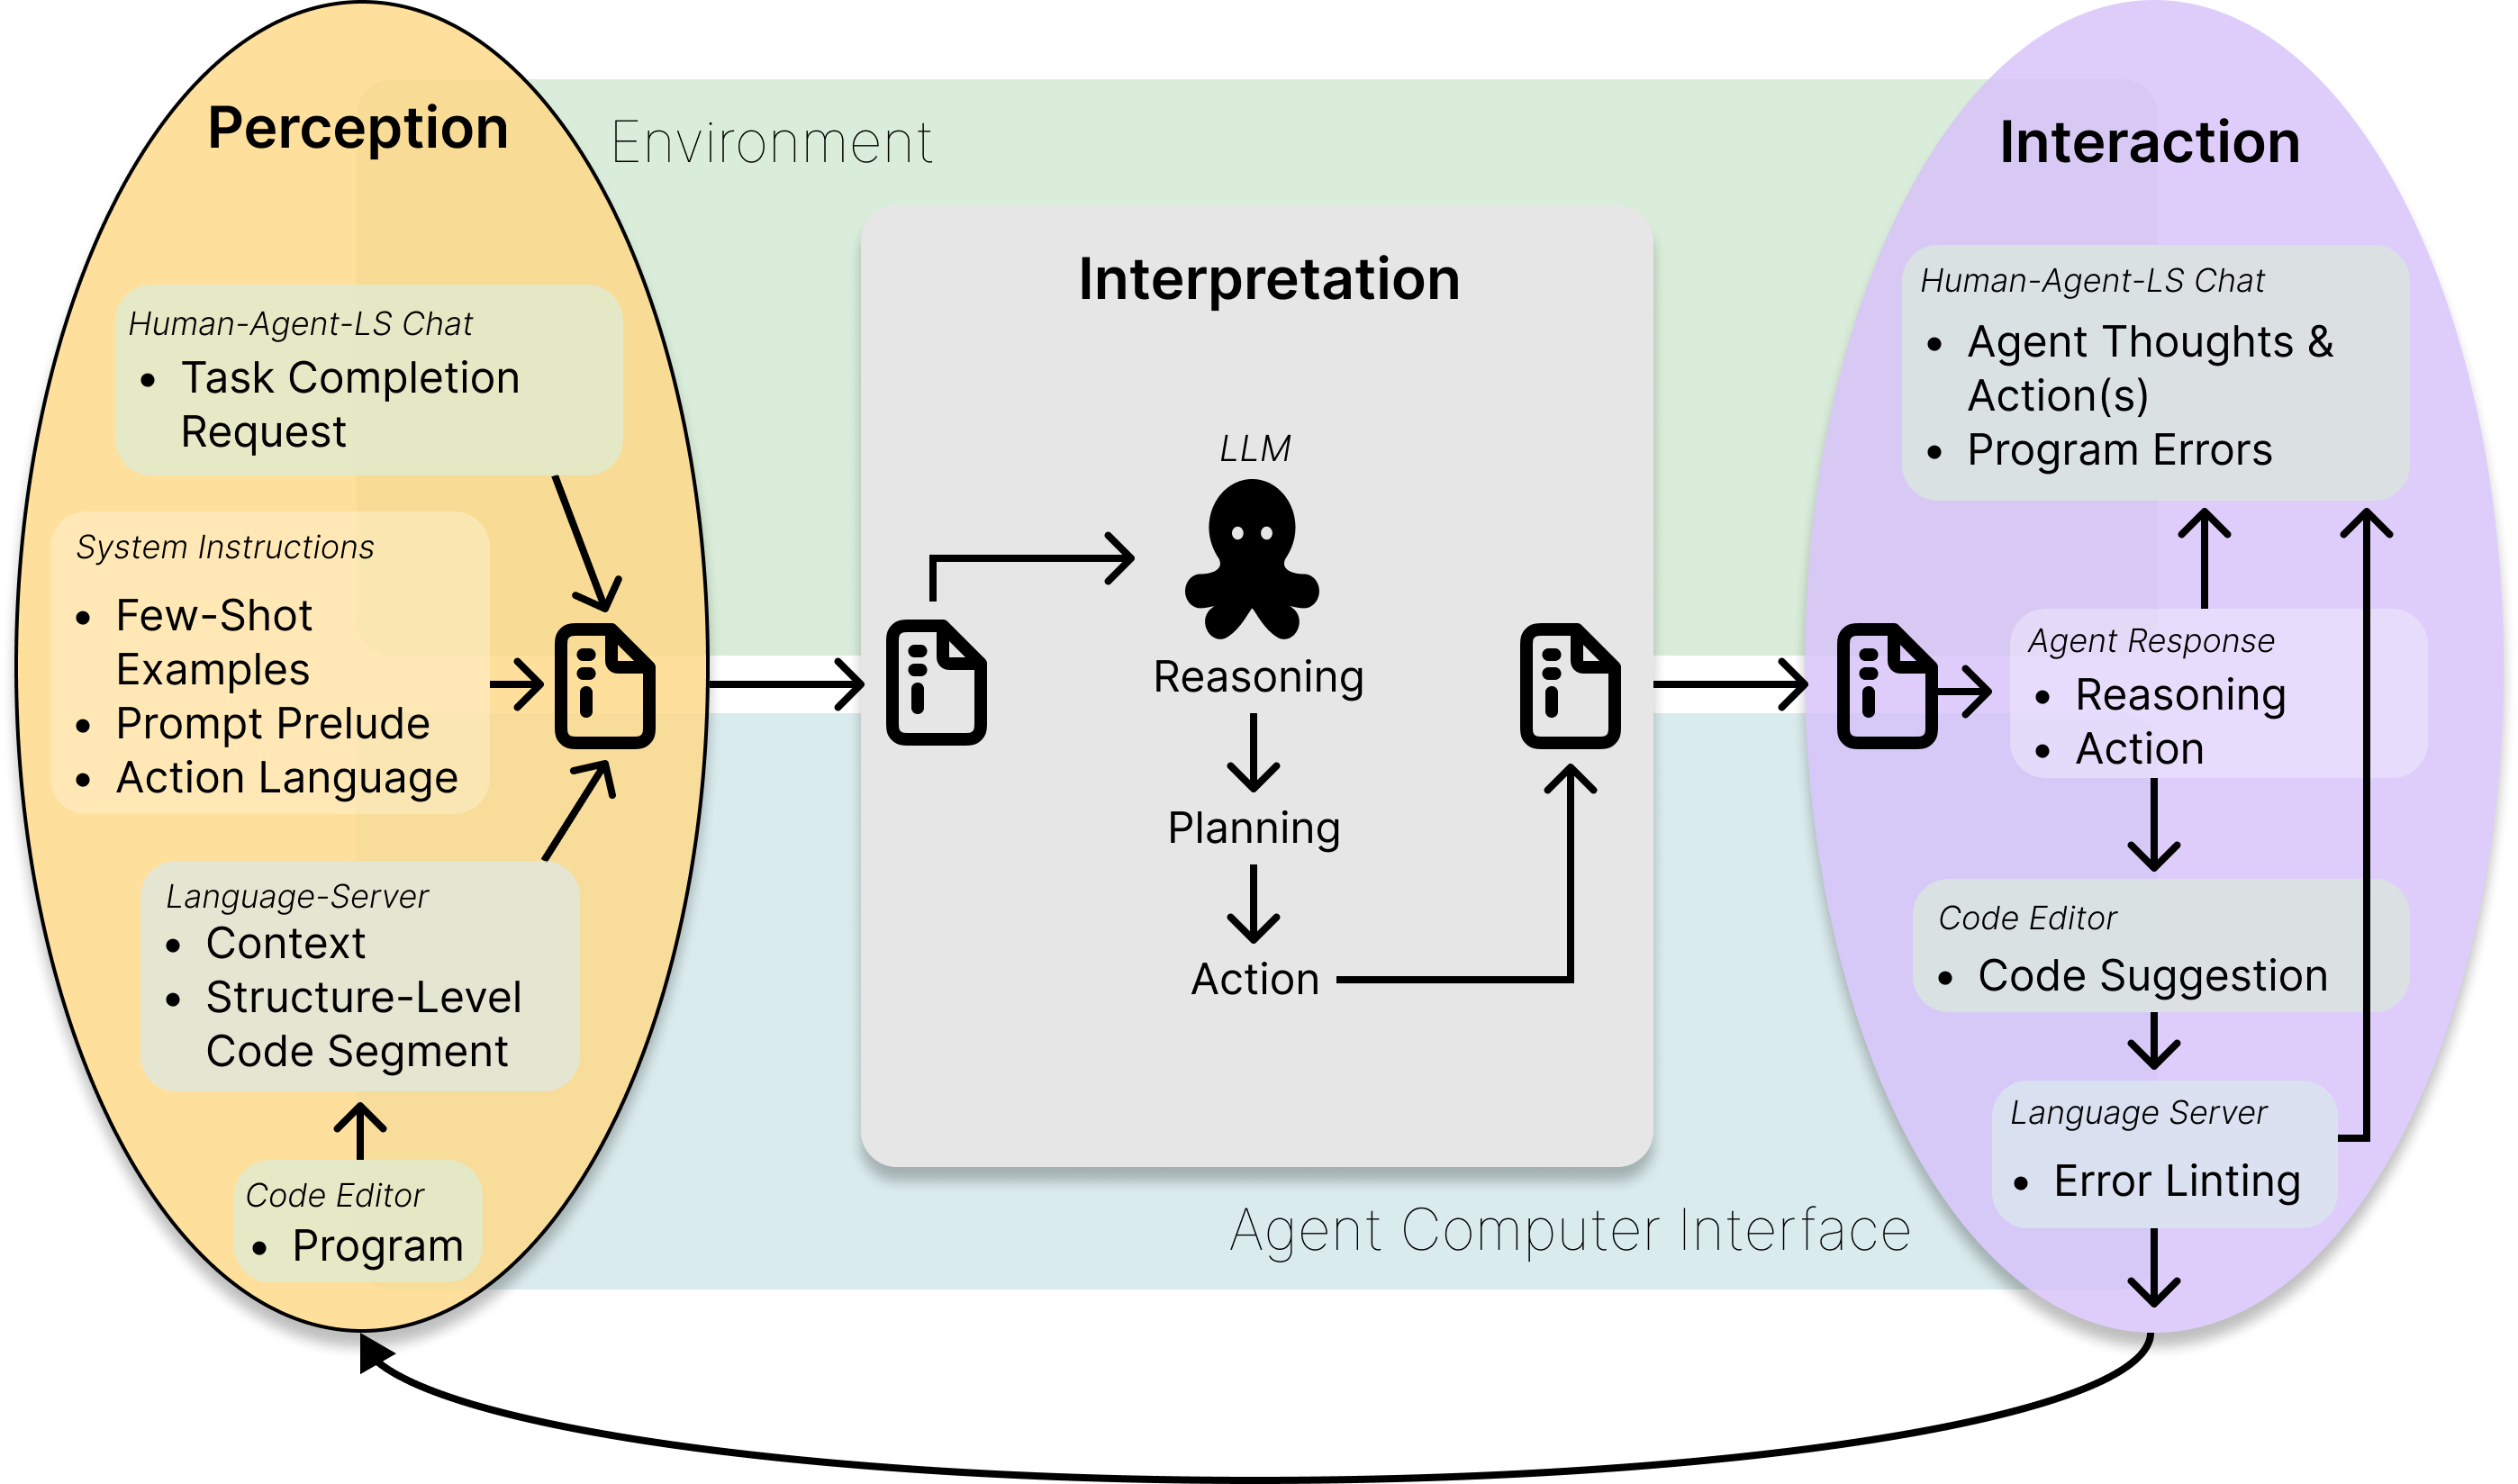 Perception
Environment
Human-Agent-LS Chat
• Task Completion
Request
System Instructions
• Few-Shot
Examples
• Prompt Prelude
• Action Language
Language-Server
• Context
• Structure-Level
Code Segment
Code Editor
• Program
Interpretation
LLM
Reasoning
Planning
Action
Agent Computer Interface
Interaction
Human-Agent-LS Chat
• Agent Thoughts &
Action(s)
• Program Errors
Agent Response
• Reasoning
• Action
Code Editor
• Code Suggestion
Language Server
• Error Linting